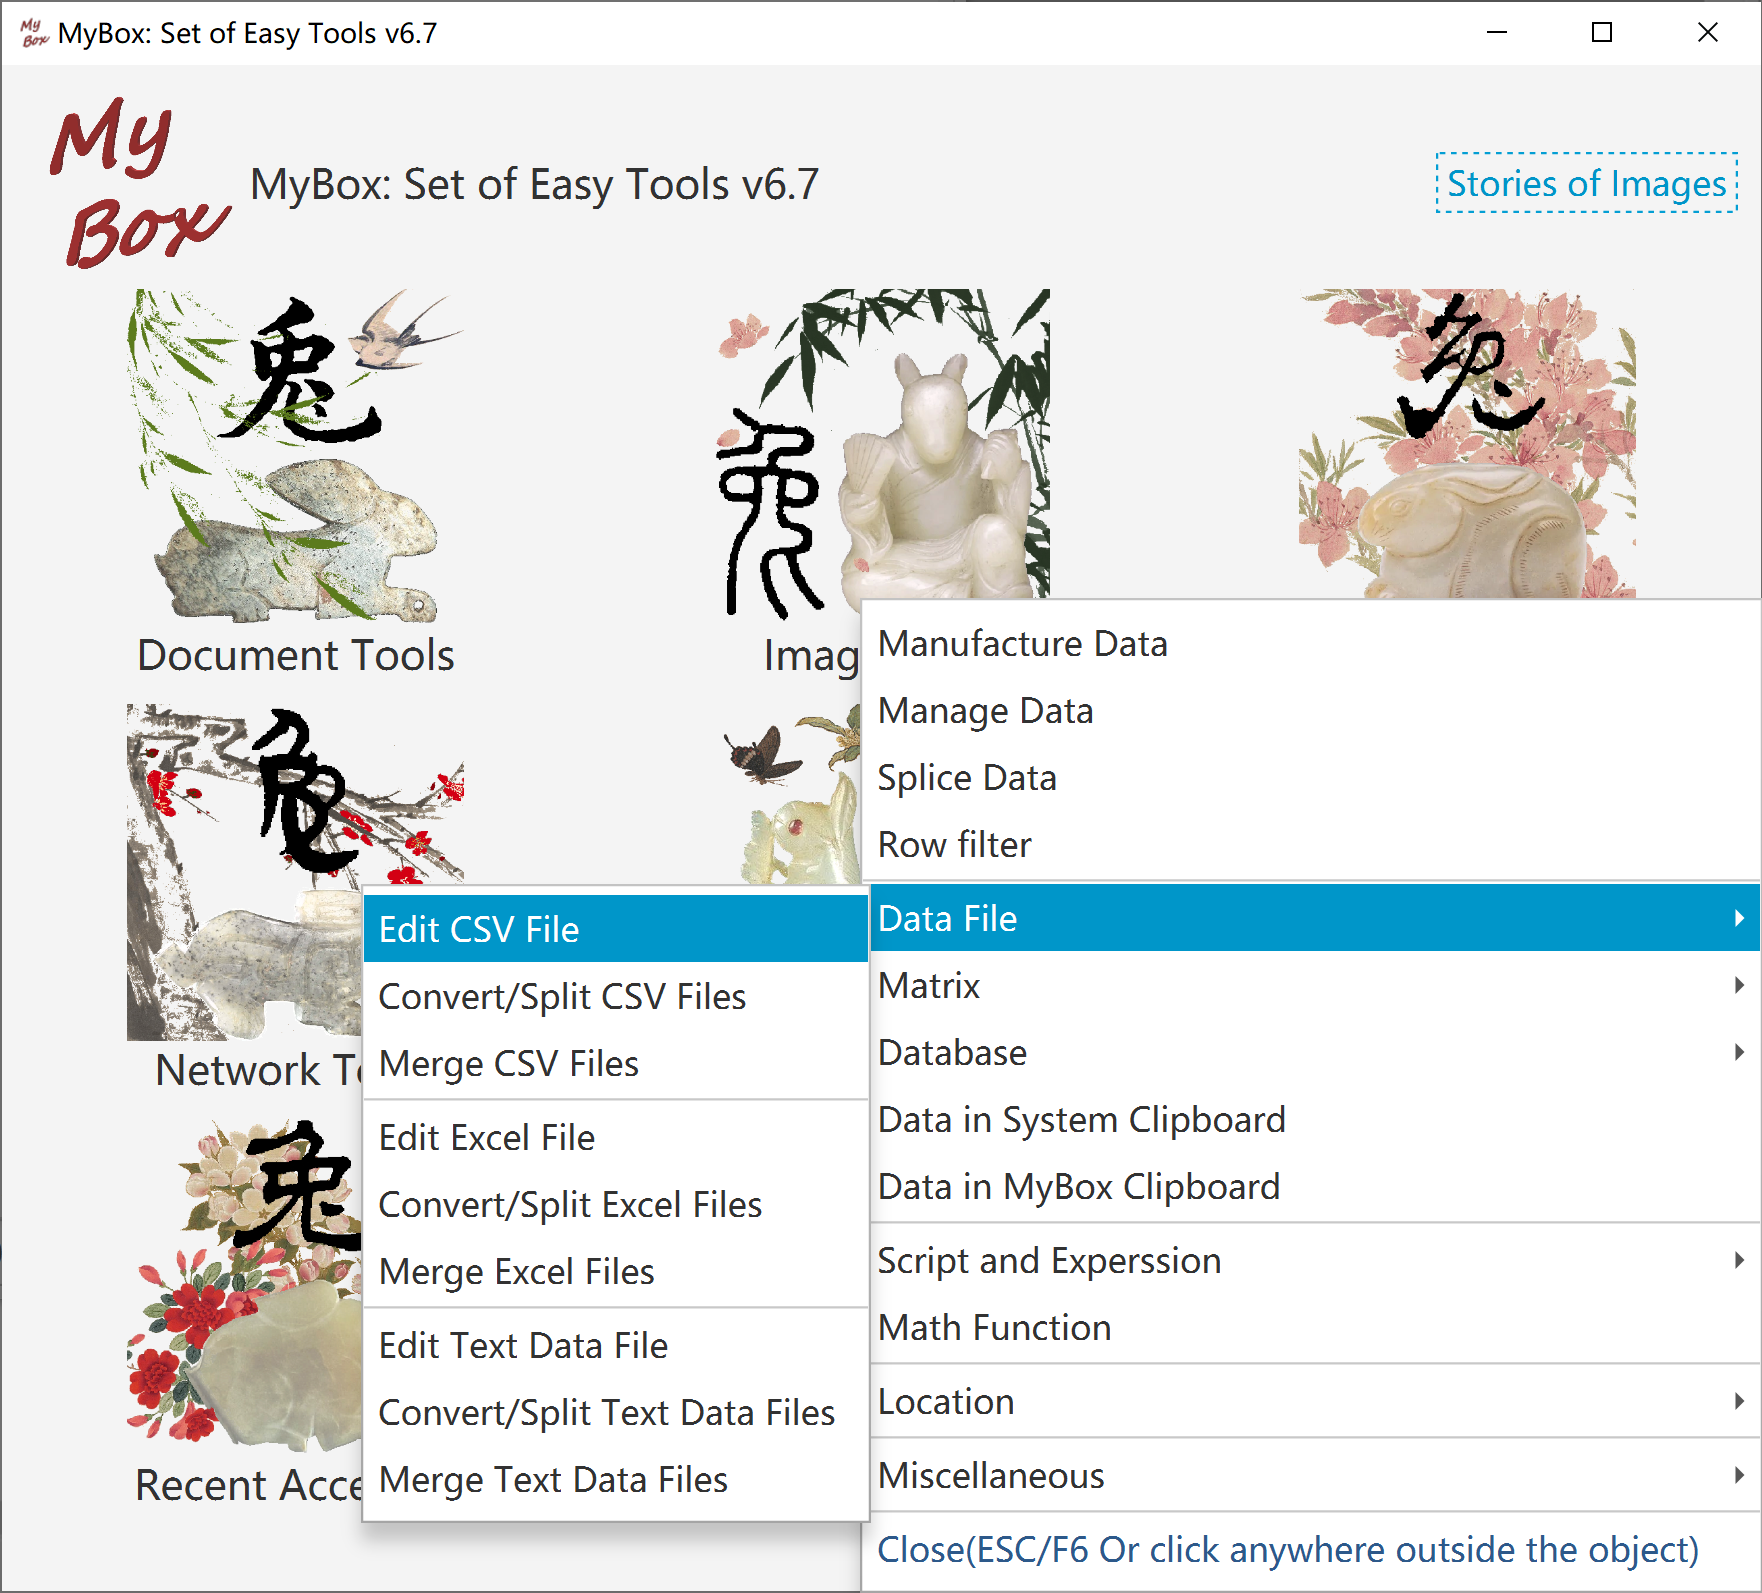 My Box MyBox: Set of Easy Tools v6.7
My
Box
MyBox: Set of Easy Tools v6.7
Stories of Images
兔
兔
兔
Document Tools
Imag
兔
Network T
兔
Recent Acce
Manufacture Data
Manage Data
Splice Data
Row filter
Data File
Matrix
Database
Data in System Clipboard
Data in MyBox Clipboard
Script and Experssion
Math Function
Location
Miscellaneous
Close(ESC/F6 Or click anywhere outside the object)
Edit CSV File
Convert/Split CSV Files
Merge CSV Files
Edit Excel File
Convert/Split Excel Files
Merge Excel Files
Edit Text Data File
Convert/Split Text Data Files
Merge Text Data Files